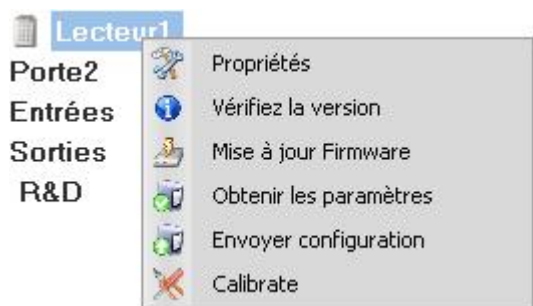 Lecteur1
Propriétés
Porte2
Vérifiez la version
Entrées
Mise à jour Firmware
Sorties
Obtenir les paramètres
R&D
Envoyer configuration
Calibrate